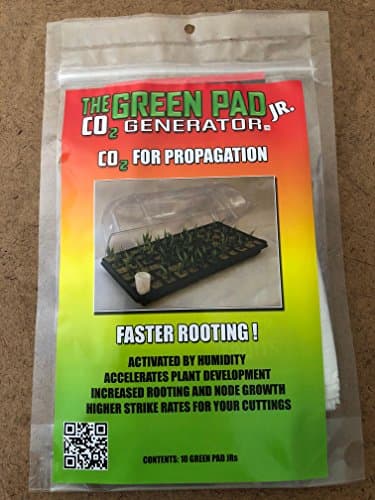 THE GREEN PAD JR.
CO2 GENERATOR
CO2 FOR PROPAGATION
FASTER ROOTING !
ACTIVATED BY HUMIDITY
ACCELERATES PLANT DEVELOPMENT
INCREASED ROOTING AND NODE GROWTH
HIGHER STRIKE RATES FOR YOUR CUTTINGS
CONTENTS: 10 GREEN PAD JRs